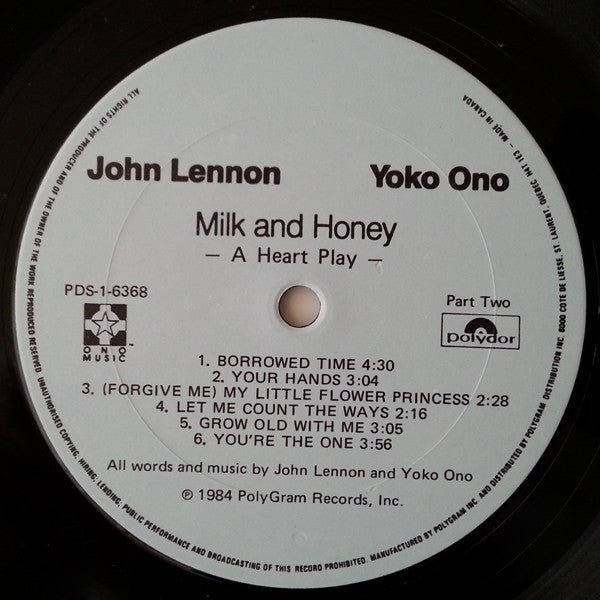 John Lennon Yoko Ono
Milk and Honey
– A Heart Play –
PDS-1-6368
ONO
MUSIC
™
Part Two
polydor
1. BORROWED TIME 4:30
2. YOUR HANDS 3:04
3. (FORGIVE ME) MY LITTLE FLOWER PRINCESS 2:28
4. LET ME COUNT THE WAYS 2:16
5. GROW OLD WITH ME 3:05
6. YOU'RE THE ONE 3:56
All words and music by John Lennon and Yoko Ono
℗ 1984 PolyGram Records, Inc.
ALL RIGHTS OF THE PRODUCER AND OF THE OWNER OF THE WORK REPRODUCED RESERVED. UNAUTHORISED COPYING, HIRING, LENDING, PUBLIC PERFORMANCE AND BROADCASTING OF THIS RECORD PROHIBITED. MANUFACTURED BY POLYGRAM INC. AND DISTRIBUTED BY POLYGRAM DISTRIBUTION INC. 6000 COTE DE LIESSE, ST. LAURENT, QUEBEC H4T 1E3 – MADE IN CANADA